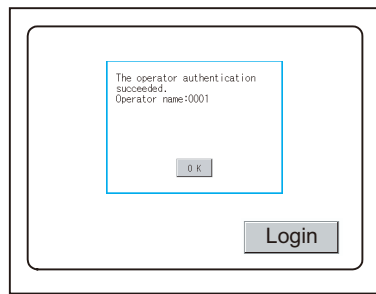 The operator authentication
succeeded.
Operator name:0001
OK
Login